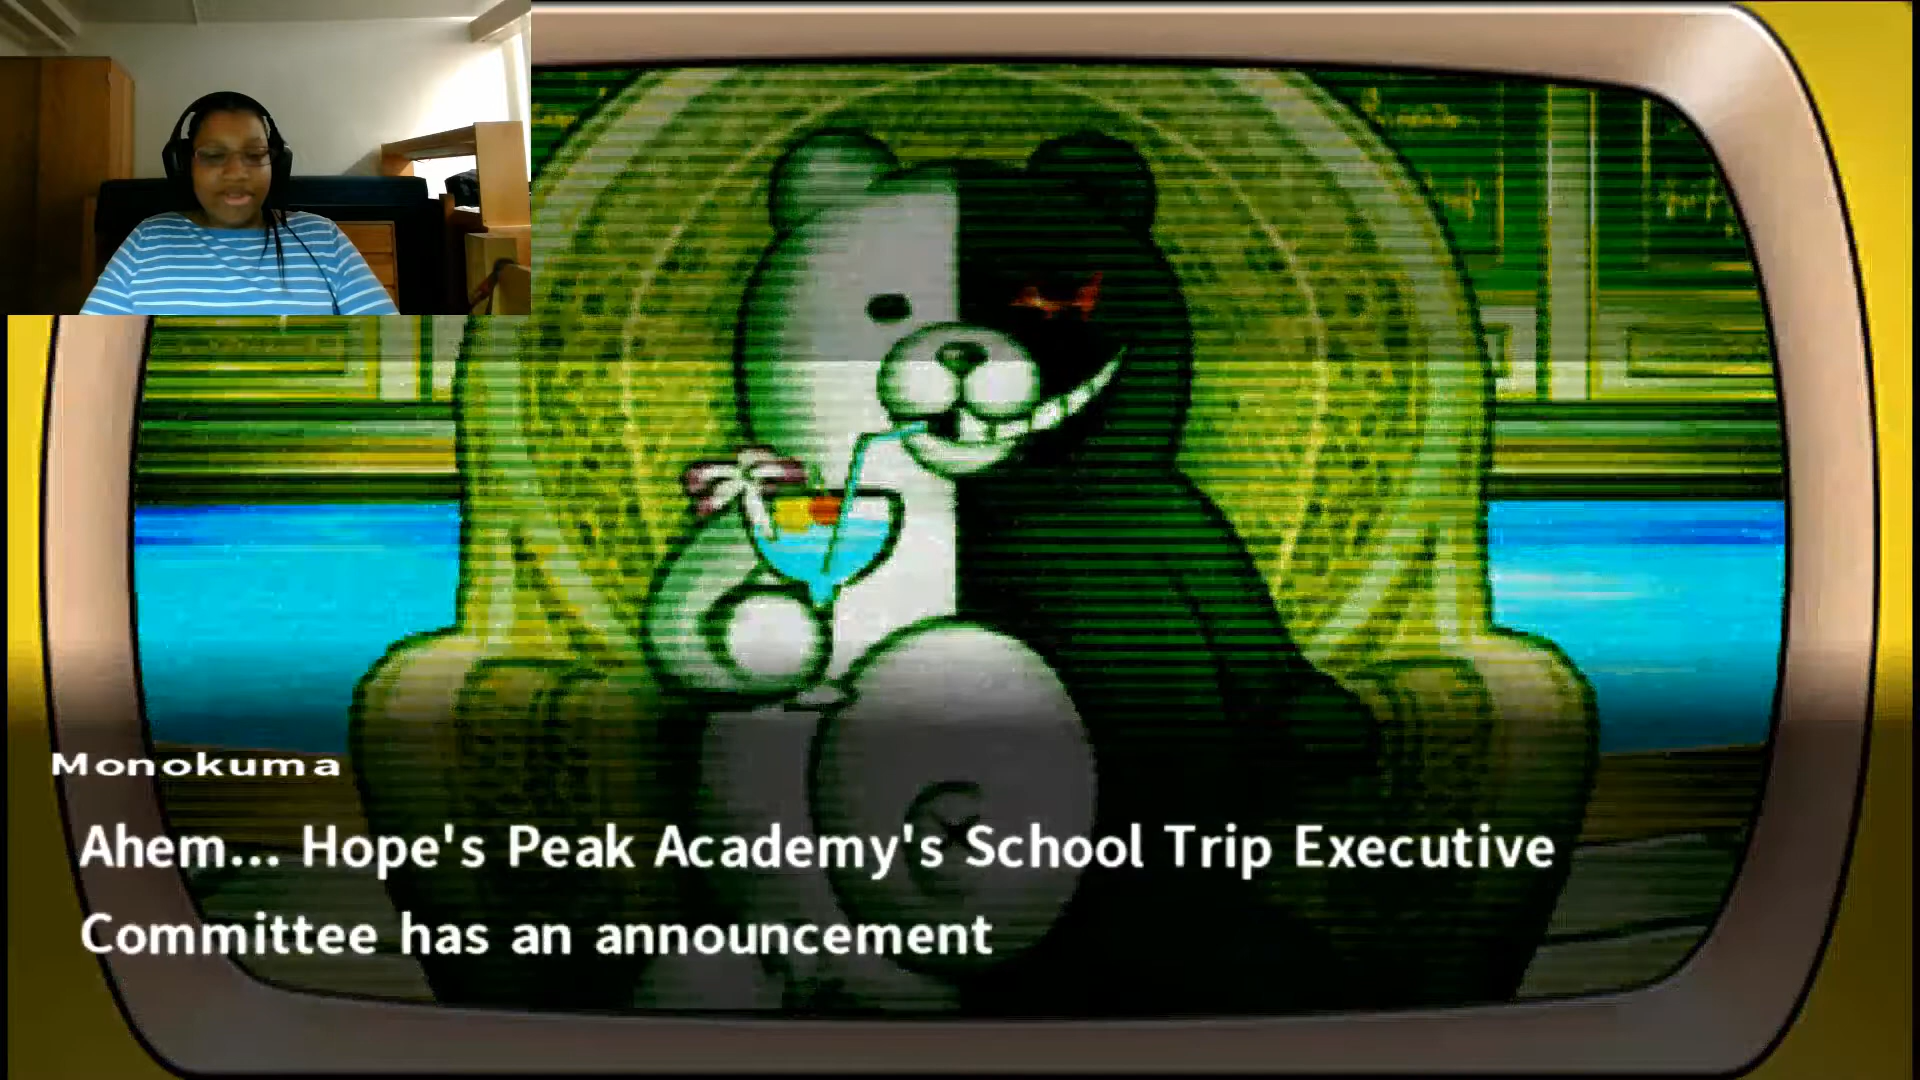 Monokuma
Ahem... Hope's Peak Academy's School Trip Executive
Committee has an announcement